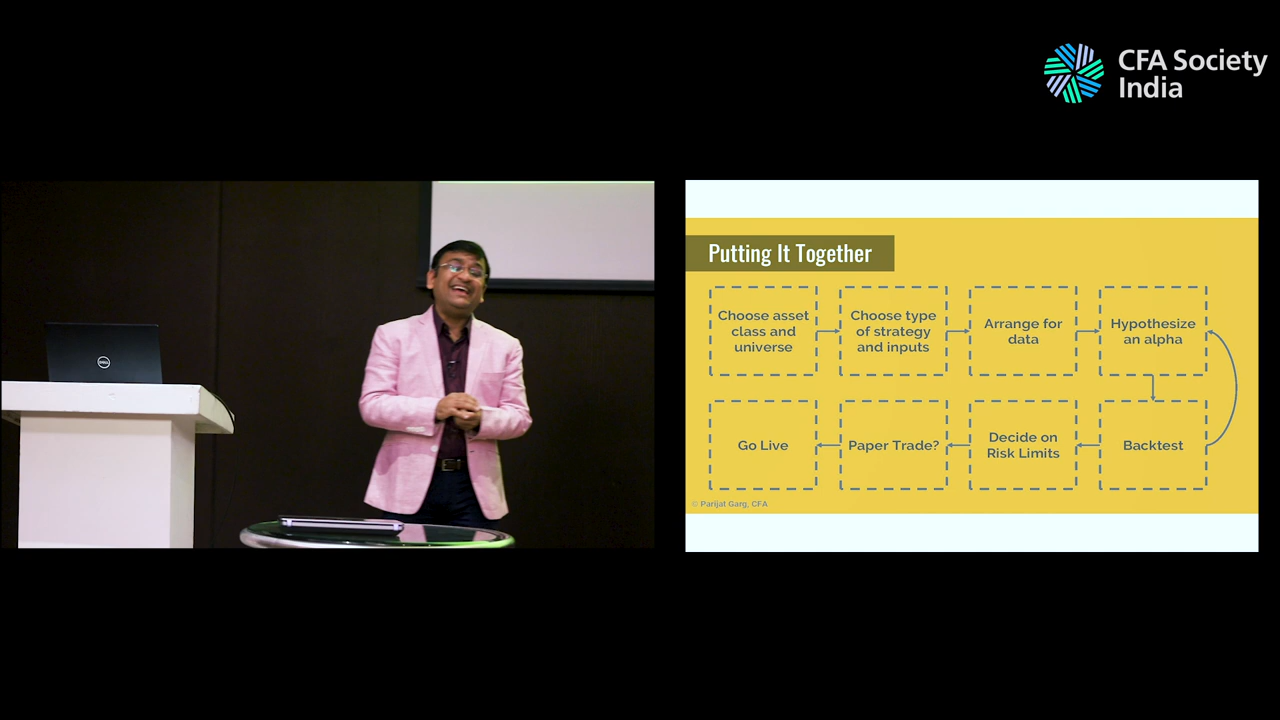 CFA Society
India
Putting It Together
Choose asset
class and
universe
Choose type
of strategy
and inputs
Arrange for
data
Hypothesize
an alpha
Go Live
Paper Trade?
Decide on
Risk Limits
Backtest
© Parijat Garg, CFA
DELL